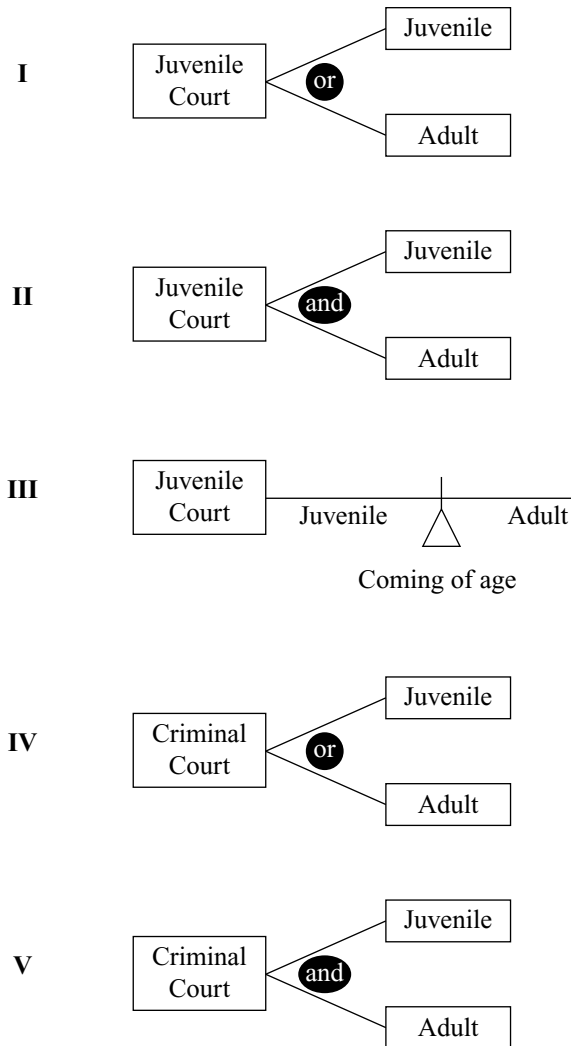 I
Juvenile
Court
or
Juvenile
Adult
II
Juvenile
Court
and
Juvenile
Adult
III
Juvenile
Court
Juvenile
Adult
Coming of age
IV
Criminal
Court
or
Juvenile
Adult
V
Criminal
Court
and
Juvenile
Adult